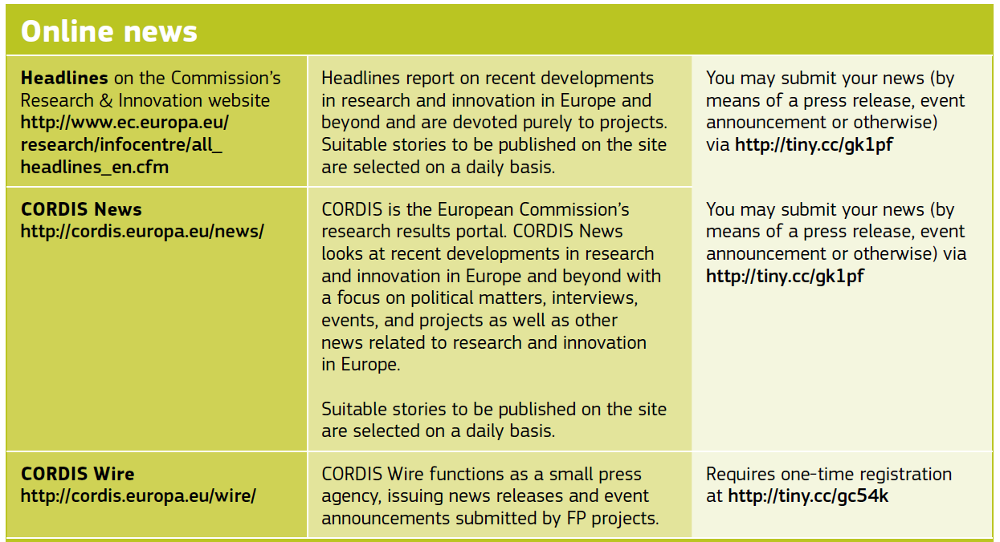 Online news
Headlines on the Commission's
Research & Innovation website
http://www.ec.europa.eu/
research/infocentre/all_
headlines_en.cfm
Headlines report on recent developments
in research and innovation in Europe and
beyond and are devoted purely to projects.
Suitable stories to be published on the site
are selected on a daily basis.
You may submit your news (by
means of a press release, event
announcement or otherwise)
via http://tiny.cc/gk1pf
CORDIS News
http://cordis.europa.eu/news/
CORDIS is the European Commission's
research results portal. CORDIS News
looks at recent developments in research
and innovation in Europe and beyond with
a focus on political matters, interviews,
events, and projects as well as other
news related to research and innovation
in Europe.
Suitable stories to be published on the site
are selected on a daily basis.
You may submit your news (by
means of a press release, event
announcement or otherwise) via
http://tiny.cc/gk1pf
CORDIS Wire
http://cordis.europa.eu/wire/
CORDIS Wire functions as a small press
agency, issuing news releases and event
announcements submitted by FP projects.
Requires one-time registration
at http://tiny.cc/gc54k